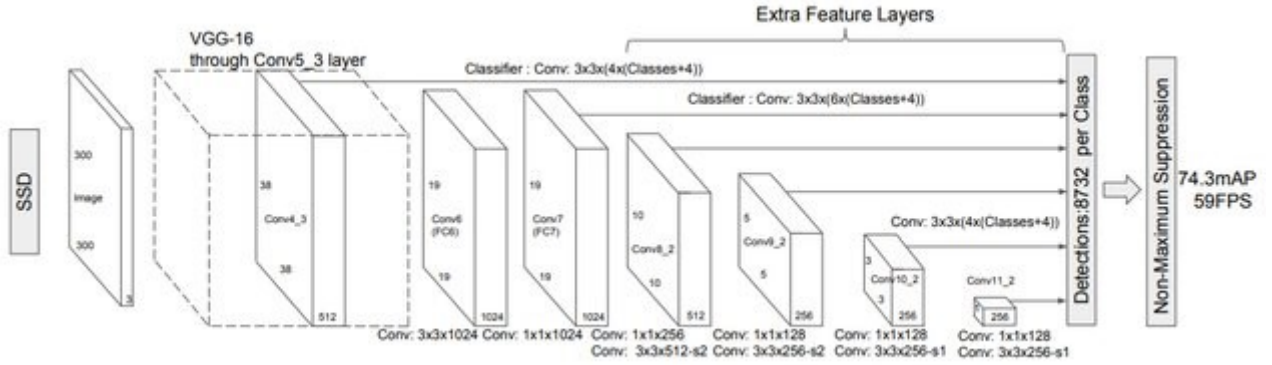 Extra Feature Layers
VGG-16
through Conv5_3 layer
Classifier : Conv: 3x3x(4x(Classes+4))
Classifier : Conv: 3x3x(6x(Classes+4))
SSD
300
Image
300
3
38
Conv4_3
38
512
19
Conv6
(FC6)
19
1024
19
Conv7
(FC7)
19
1024
10
Conv8_2
10
512
5
Conv9_2
5
256
Conv: 3x3x(4x(Classes+4))
3
Conv10_2
3
256
Conv11_2
256
Detections:8732 per Class
Non-Maximum Suppression
74.3mAP
59FPS
Conv: 3x3x1024
Conv: 1x1x1024
Conv: 1x1x256
Conv: 3x3x512-s2
Conv: 1x1x128
Conv: 3x3x256-s2
Conv: 1x1x128
Conv: 3x3x256-s1
Conv: 1x1x128
Conv: 3x3x256-s1